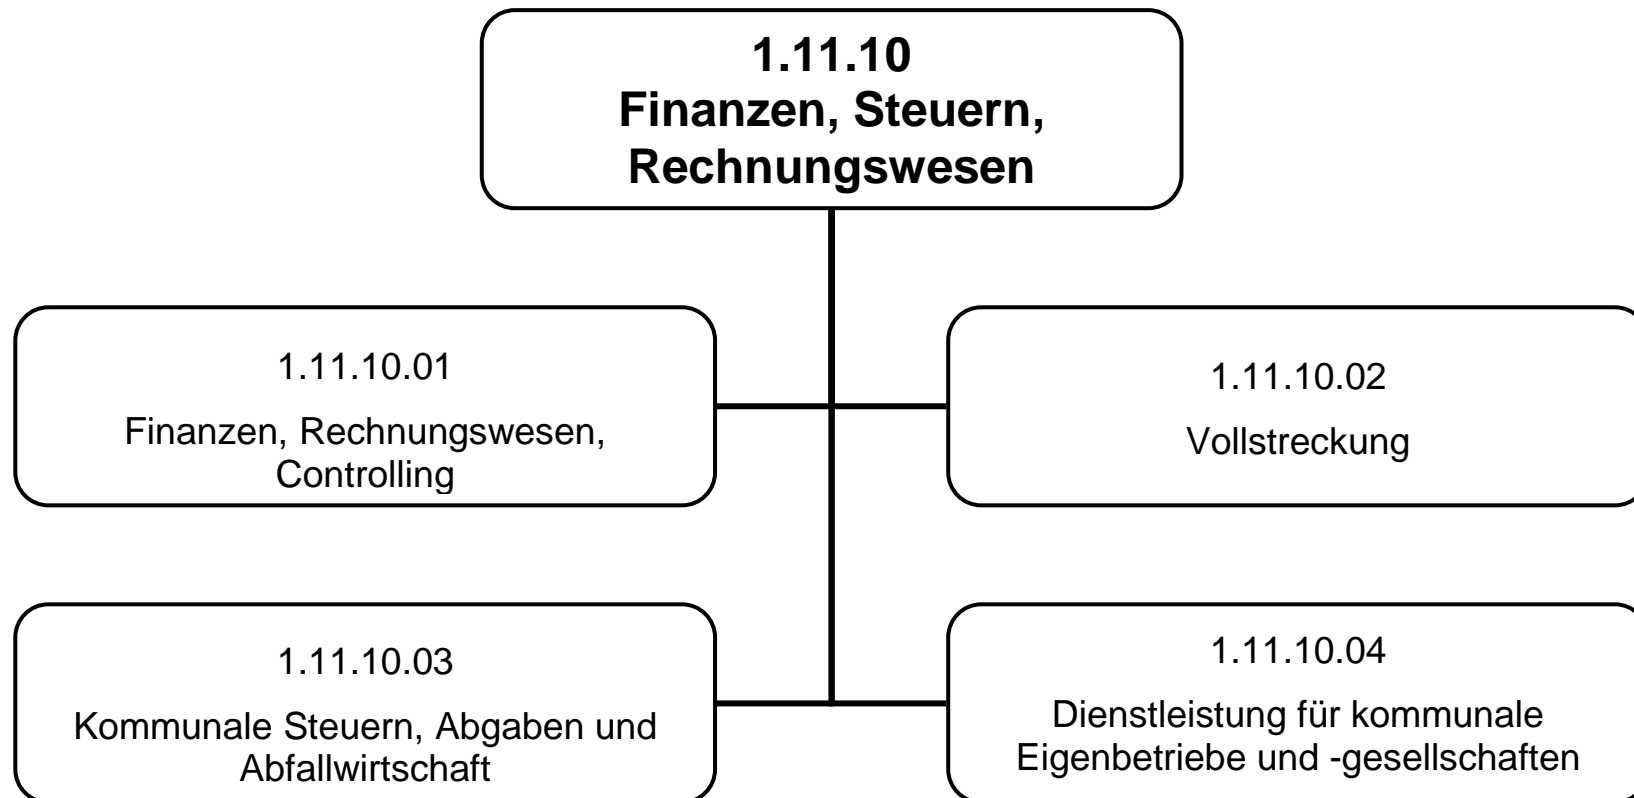 1.11.10
Finanzen, Steuern,
Rechnungswesen
1.11.10.01
Finanzen, Rechnungswesen,
Controlling
1.11.10.02
Vollstreckung
1.11.10.03
Kommunale Steuern, Abgaben und
Abfallwirtschaft
1.11.10.04
Dienstleistung für kommunale
Eigenbetriebe und -gesellschaften